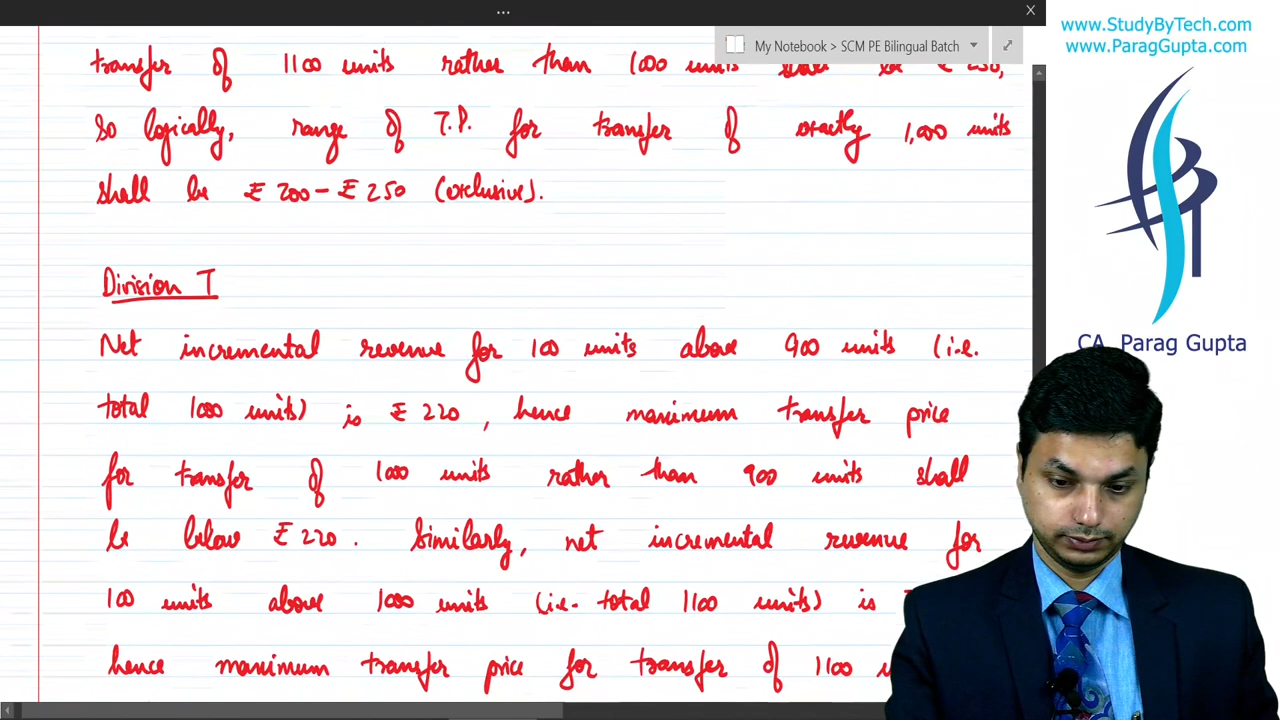 www.StudyByTech.com
www.ParagGupta.com
My Notebook > SCM PE Bilingual Batch
transfer of 1100 units rather than 1000 units ₹ 250,
so logically, range of T.P. for transfer of exactly 1,000 units
shall be ₹ 200 - ₹ 250 (exclusive).
CA. Parag Gupta
Division T
Net incremental revenue for 100 units above 900 units (i.e.
total 1000 units) is ₹ 220, hence maximum transfer price
for transfer of 1000 units rather than 900 units shall
be below ₹ 220. Similarly, net incremental revenue for
100 units above 1000 units (i.e. total 1100 units) is
hence maximum transfer price for transfer of 1100